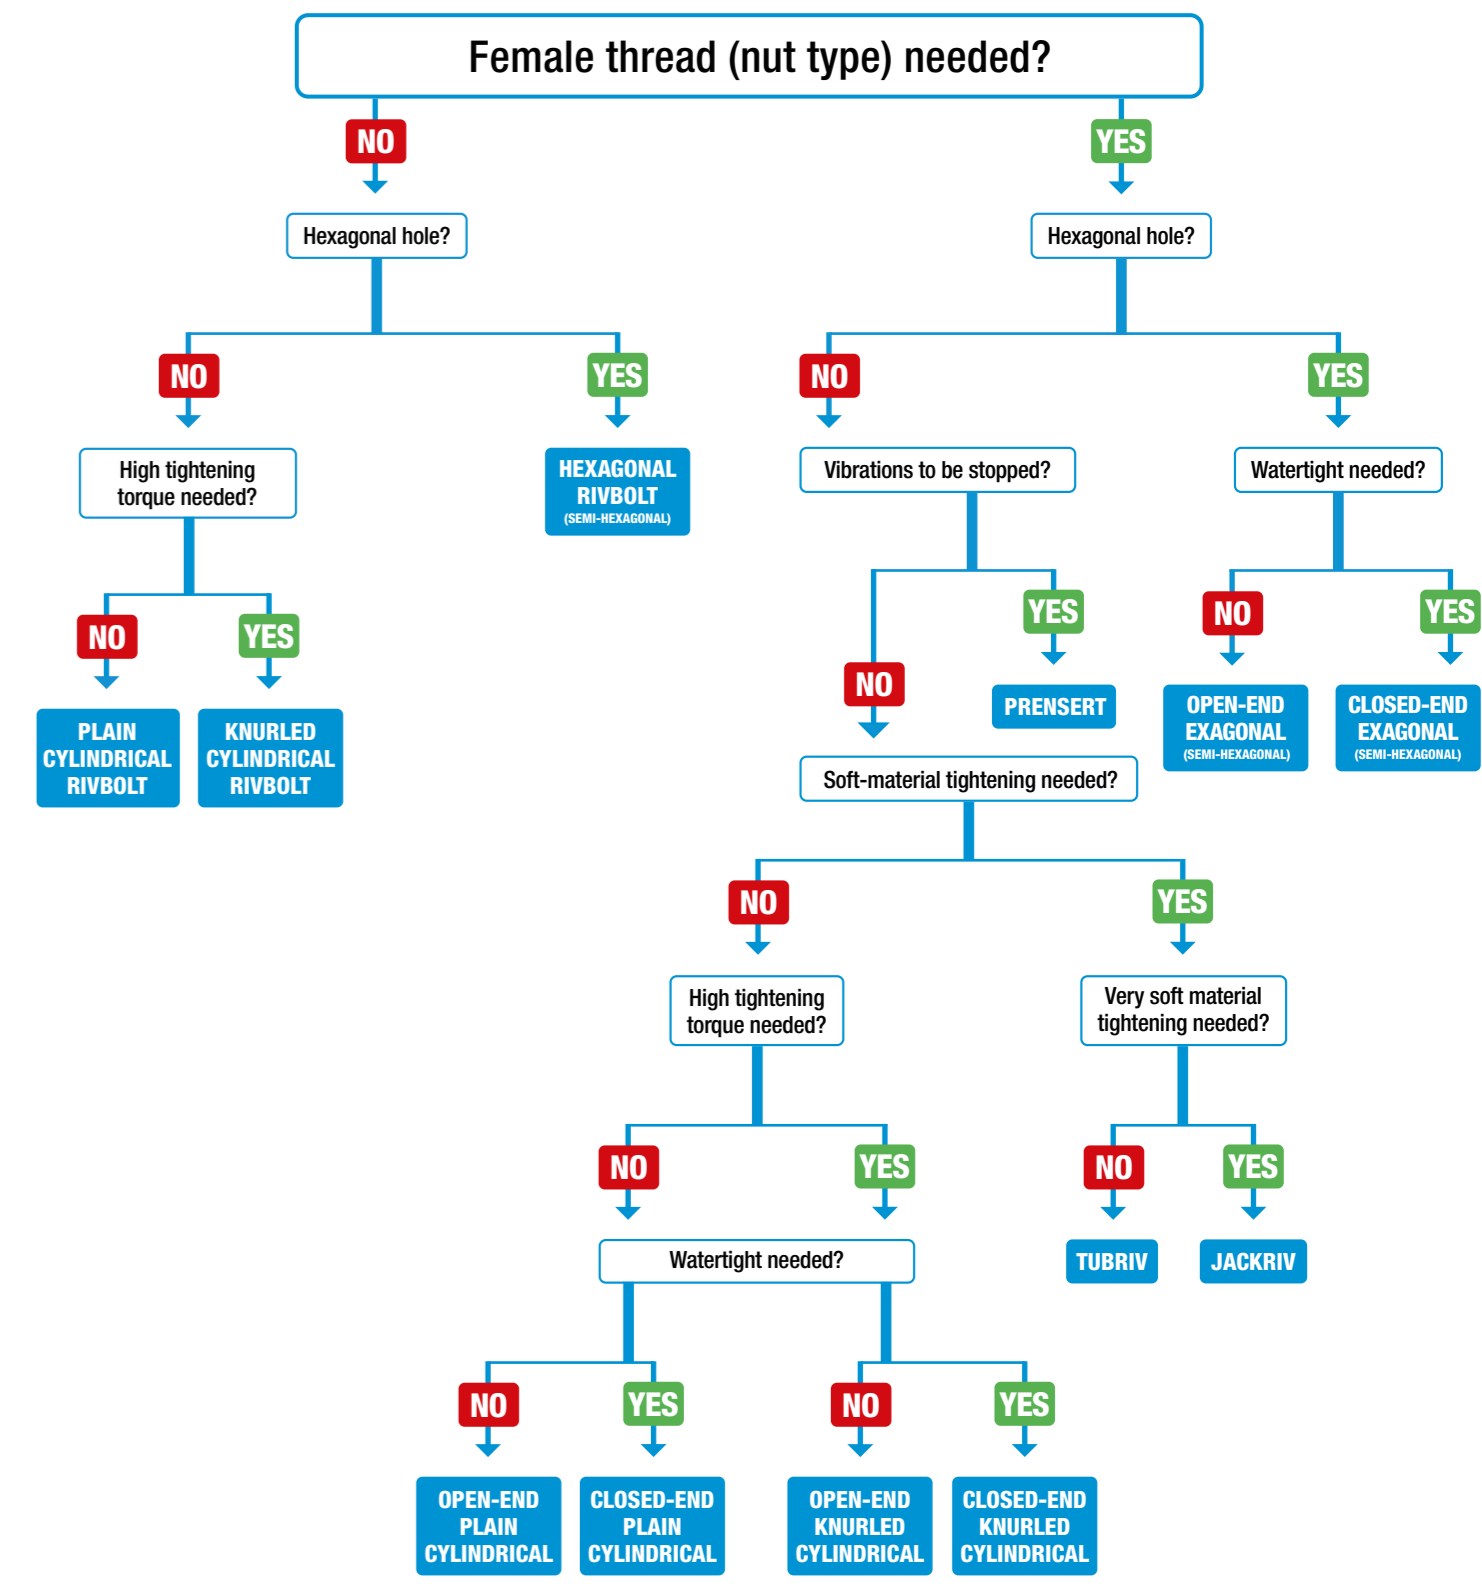 Female thread (nut type) needed?
NO
YES
Hexagonal hole?
Hexagonal hole?
NO
YES
NO
YES
High tightening
torque needed?
HEXAGONAL
RIVBOLT
(SEMI-HEXAGONAL)
Vibrations to be stopped?
Watertight needed?
NO
YES
YES
NO
YES
NO
PLAIN
CYLINDRICAL
RIVBOLT
KNURLED
CYLINDRICAL
RIVBOLT
PRENSERT
OPEN-END
EXAGONAL
(SEMI-HEXAGONAL)
CLOSED-END
EXAGONAL
(SEMI-HEXAGONAL)
Soft-material tightening needed?
NO
YES
High tightening
torque needed?
Very soft material
tightening needed?
NO
YES
NO
YES
Watertight needed?
TUBRIV
JACKRIV
NO
YES
NO
YES
OPEN-END
PLAIN
CYLINDRICAL
CLOSED-END
PLAIN
CYLINDRICAL
OPEN-END
KNURLED
CYLINDRICAL
CLOSED-END
KNURLED
CYLINDRICAL